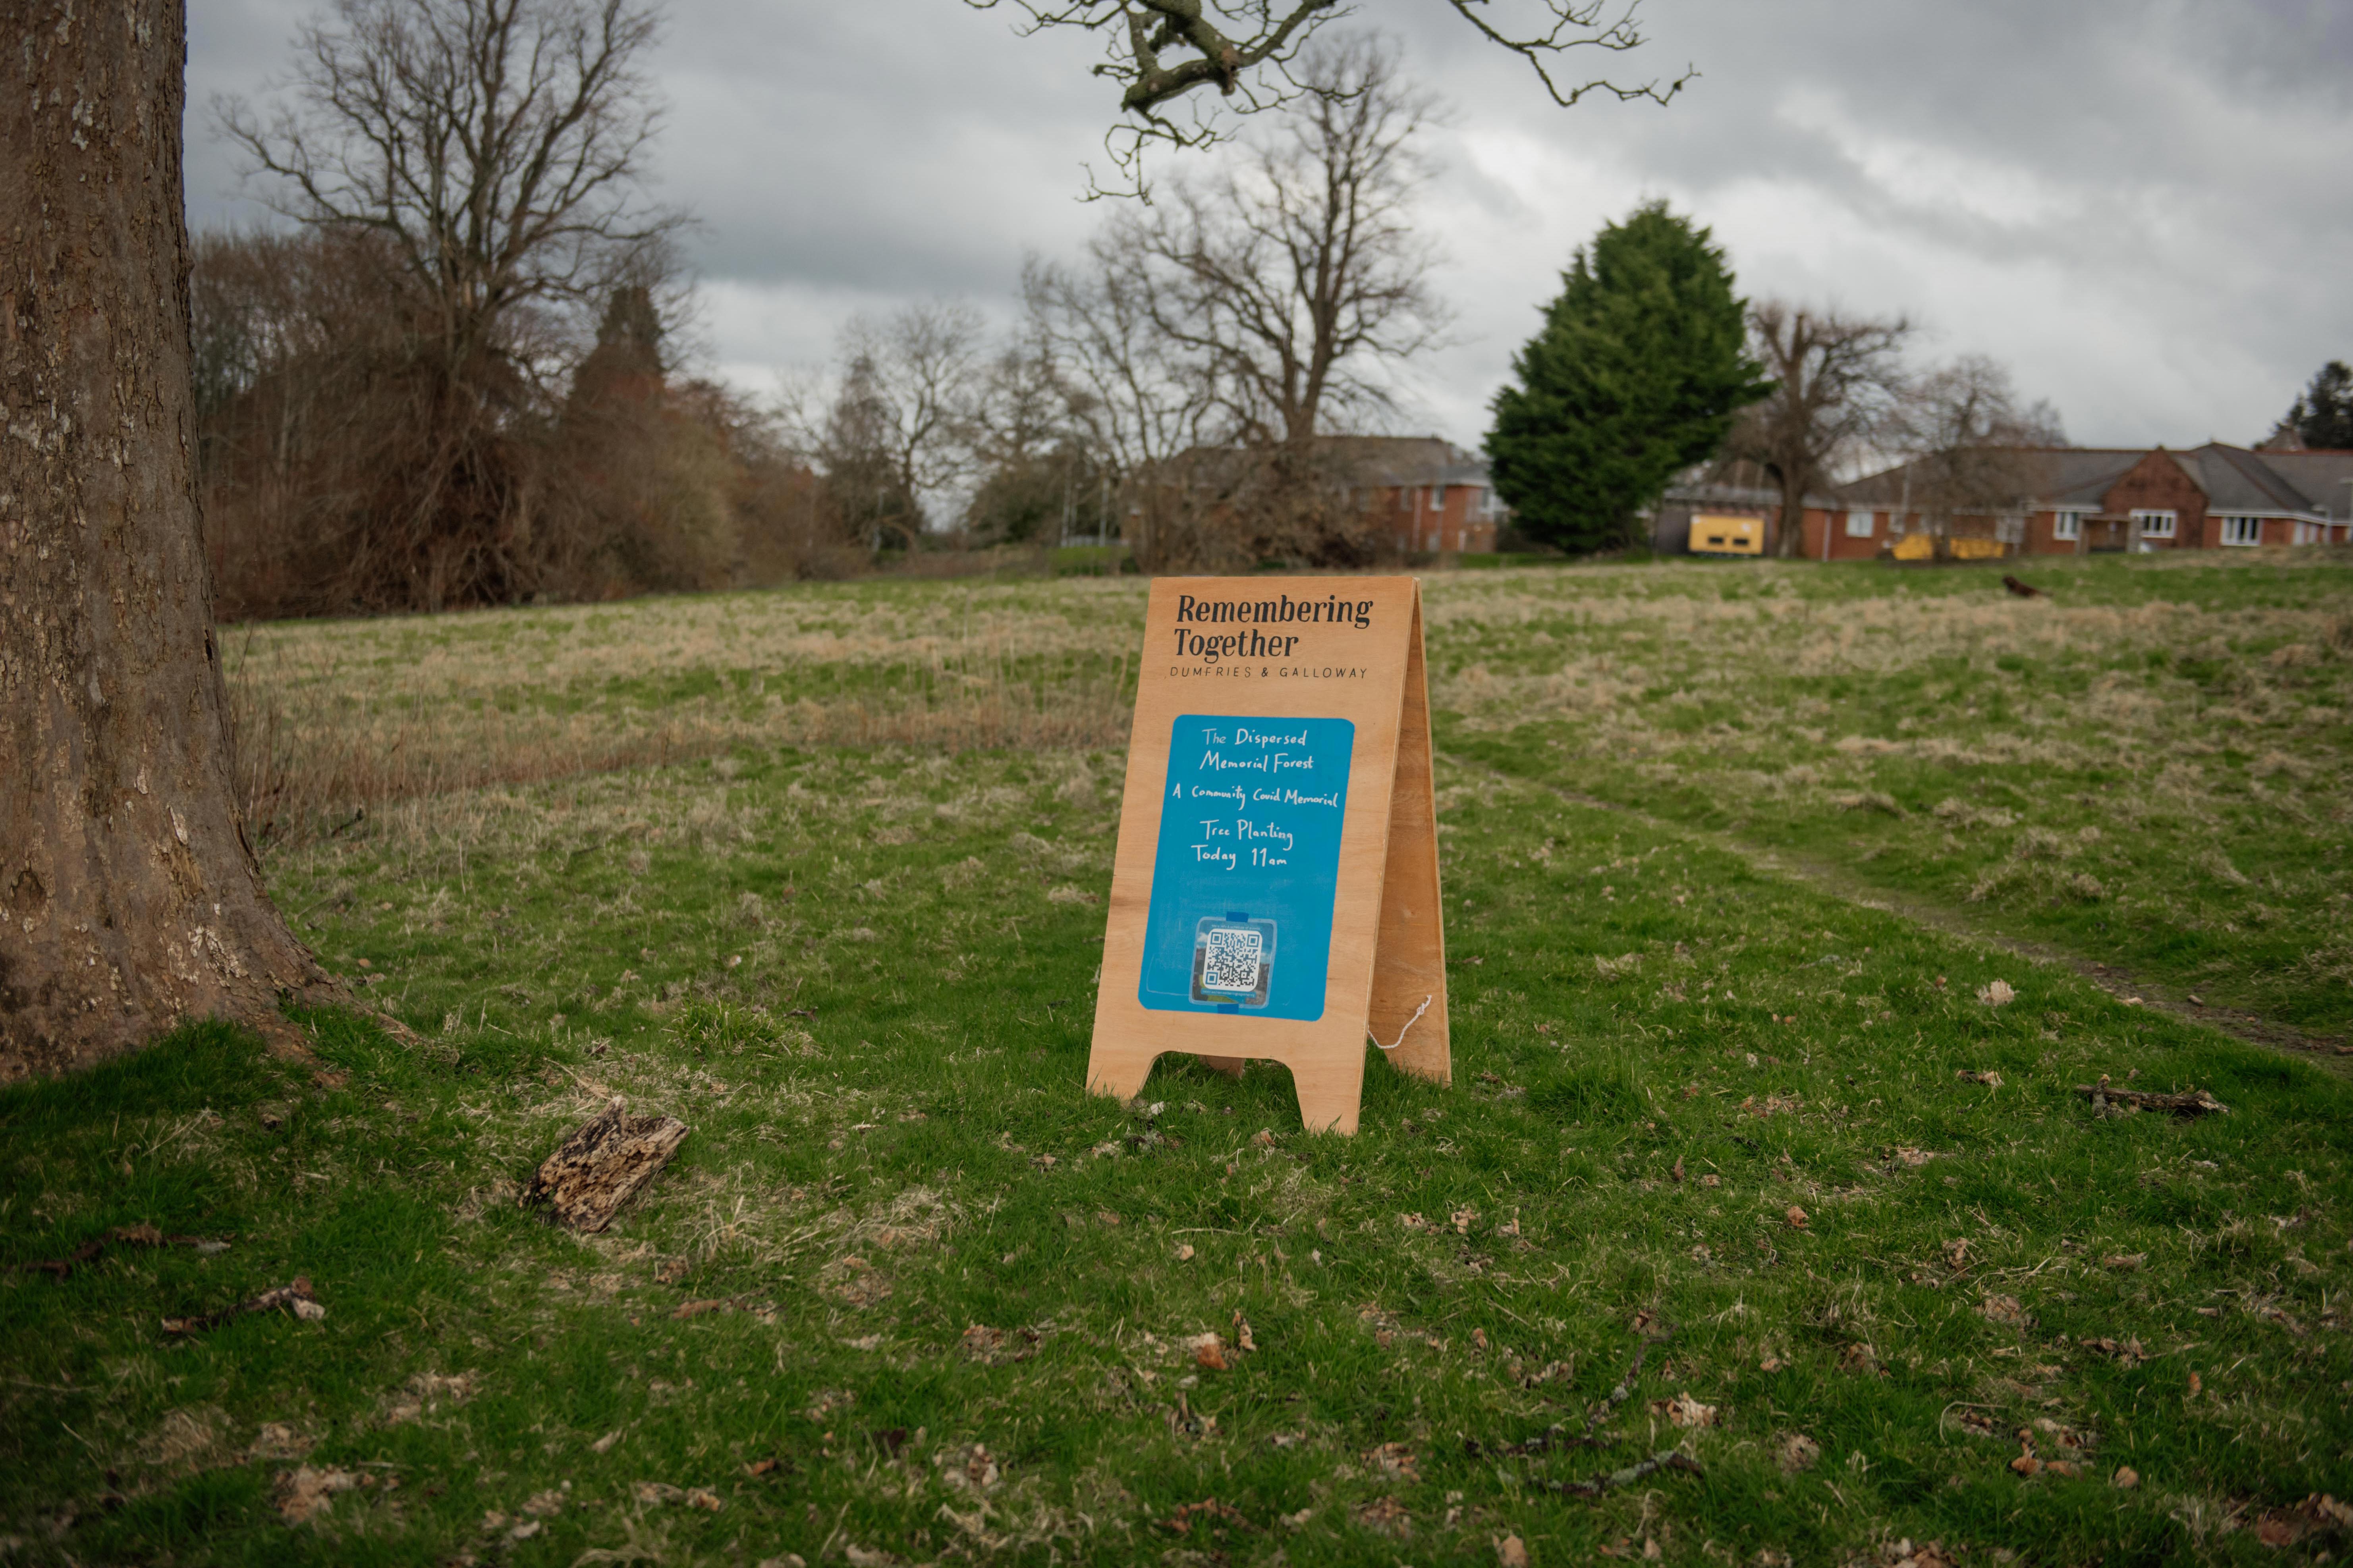 Remembering
Together
DUMFRIES & GALLOWAY
The Dispersed
Memorial Forest
A Community Covid Memorial
Tree Planting
Today 11am